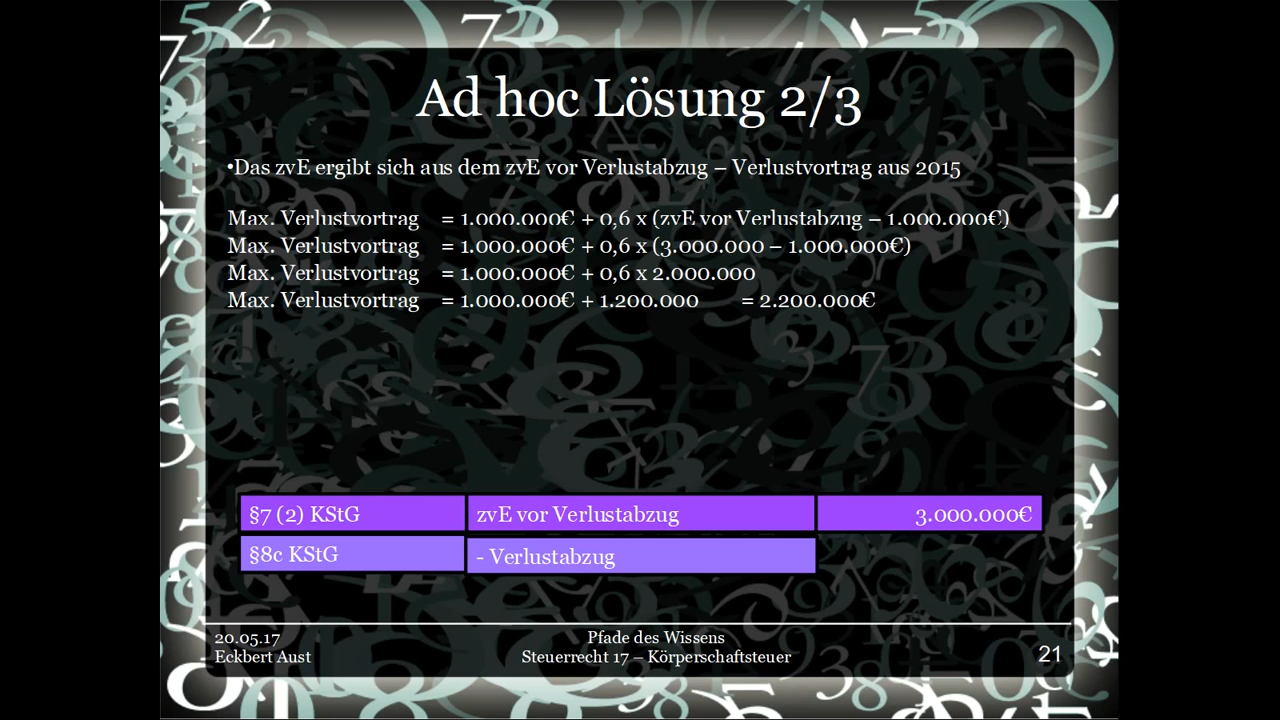 Ad hoc Lösung 2/3
•Das zvE ergibt sich aus dem zvE vor Verlustabzug – Verlustvortrag aus 2015
Max. Verlustvortrag = 1.000.000€ + 0,6 x (zvE vor Verlustabzug – 1.000.000€)
Max. Verlustvortrag = 1.000.000€ + 0,6 x (3.000.000 – 1.000.000€)
Max. Verlustvortrag = 1.000.000€ + 0,6 x 2.000.000
Max. Verlustvortrag = 1.000.000€ + 1.200.000 = 2.200.000€
§7 (2) KStG zvE vor Verlustabzug 3.000.000€
§8c KStG - Verlustabzug
20.05.17 Pfade des Wissens
Eckbert Aust Steuerrecht 17 – Körperschaftsteuer 21